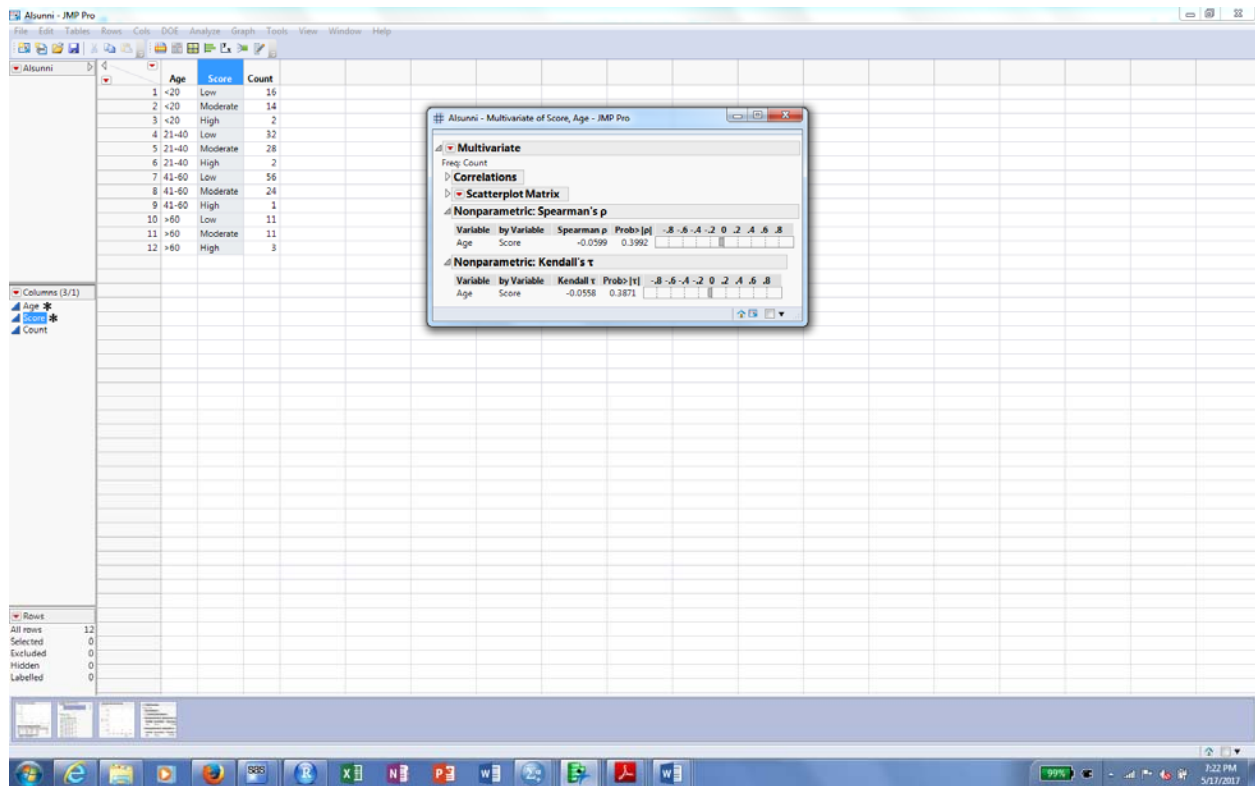 Alsunni - JMP Pro
File Edit Tables Rows Cols DOE Analyze Graph Tools View Window Help
Alsunni
Age Score Count
1 <20 Low 16
2 <20 Moderate 14
3 <20 High 2
4 21-40 Low 32
5 21-40 Moderate 28
6 21-40 High 2
7 41-60 Low 56
8 41-60 Moderate 24
9 41-60 High 1
10 >60 Low 11
11 >60 Moderate 11
12 >60 High 3
Columns (3/1)
Age
Score
Count
Rows
All rows 12
Selected 0
Excluded 0
Hidden 0
Labelled 0
Alsunni - Multivariate of Score, Age - JMP Pro
Multivariate
Freq: Count
Correlations
Scatterplot Matrix
Nonparametric: Spearman's ρ
Variable by Variable Spearman ρ Prob>|ρ| -.8 -.6 -.4 -.2 0 .2 .4 .6 .8
Age Score -0.0599 0.3992
Nonparametric: Kendall's τ
Variable by Variable Kendall τ Prob>|τ| -.8 -.6 -.4 -.2 0 .2 .4 .6 .8
Age Score -0.0558 0.3871
99%
7:22 PM
5/17/2017